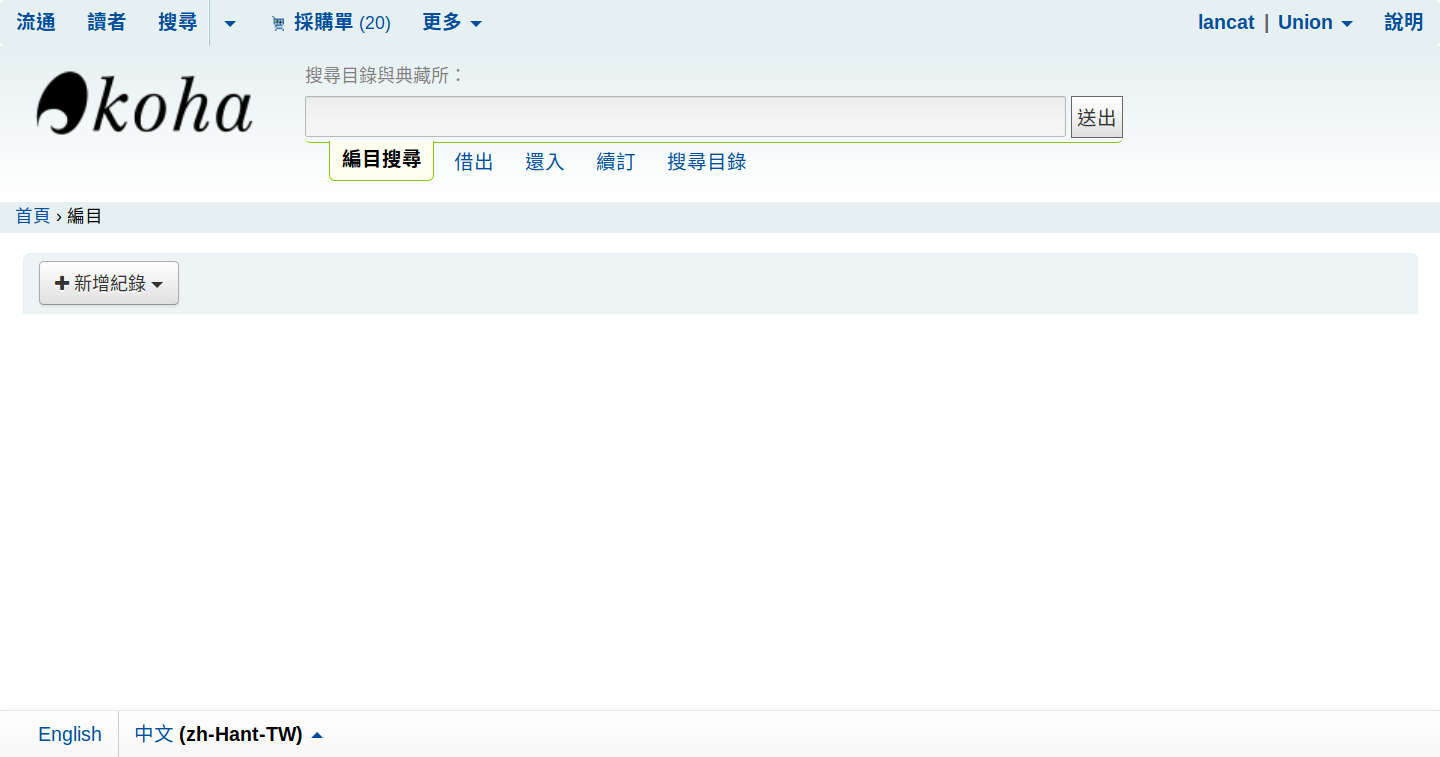 流通 讀者 搜尋 採購單 (20) 更多 lancat | Union 說明
koha
搜尋目錄與典藏所：
送出
編目搜尋 借出 還入 續訂 搜尋目錄
首頁 › 編目
新增紀錄
English 中文 (zh-Hant-TW)